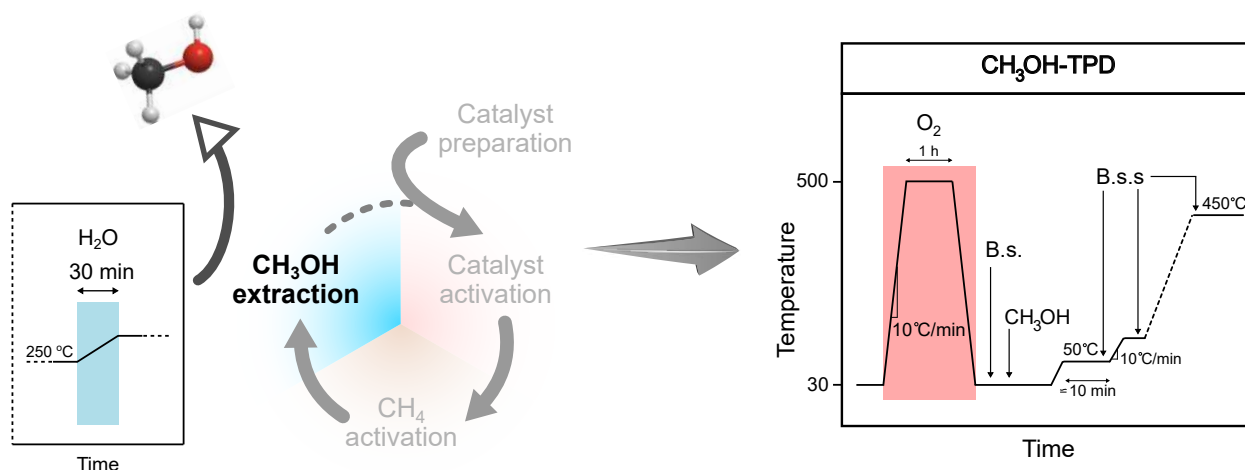 H₂O
30 min
250 ºC
Time
Catalyst
preparation
Catalyst
activation
CH₄
activation
CH₃OH
extraction
CH₃OH-TPD
Temperature
500
30
O₂
1 h
10℃/min
B.s.
CH₃OH
50℃
≃10 min
B.s.s
10℃/min
450℃
Time